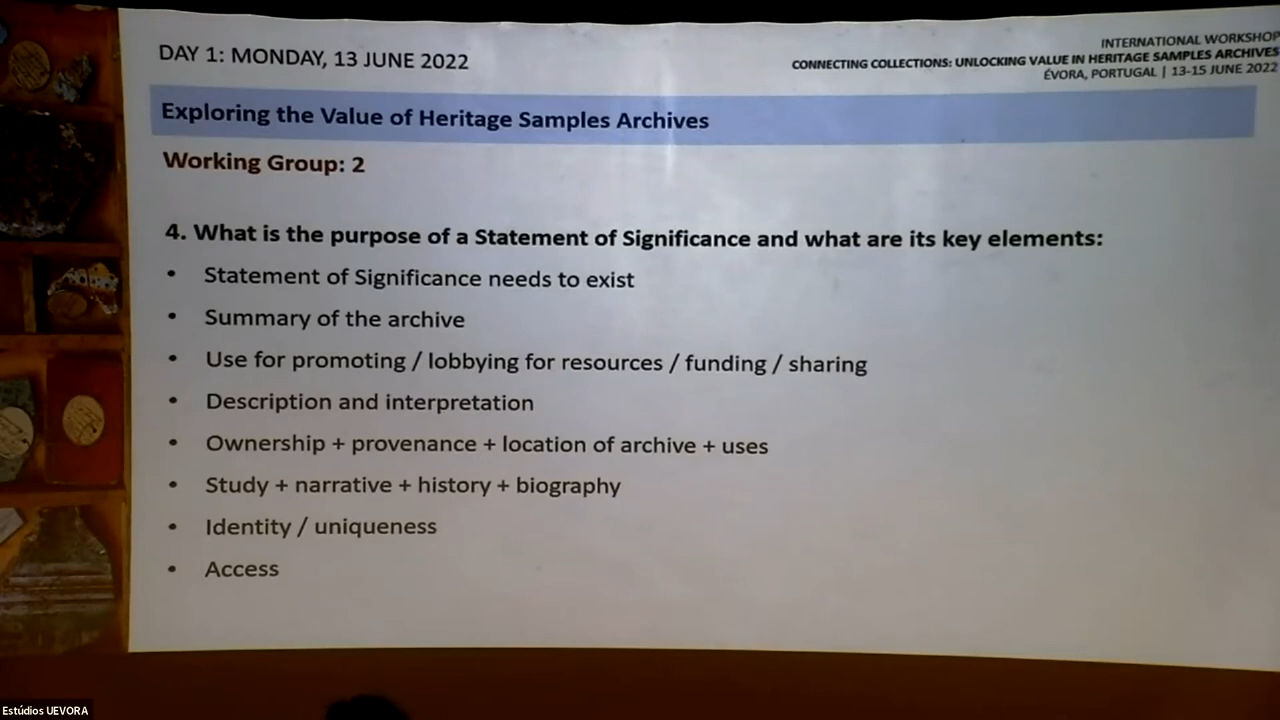 DAY 1: MONDAY, 13 JUNE 2022
INTERNATIONAL WORKSHOP
CONNECTING COLLECTIONS: UNLOCKING VALUE IN HERITAGE SAMPLES ARCHIVES
ÉVORA, PORTUGAL | 13-15 JUNE 2022
Exploring the Value of Heritage Samples Archives
Working Group: 2
4. What is the purpose of a Statement of Significance and what are its key elements:
• Statement of Significance needs to exist
• Summary of the archive
• Use for promoting / lobbying for resources / funding / sharing
• Description and interpretation
• Ownership + provenance + location of archive + uses
• Study + narrative + history + biography
• Identity / uniqueness
• Access
Estúdios UEVORA